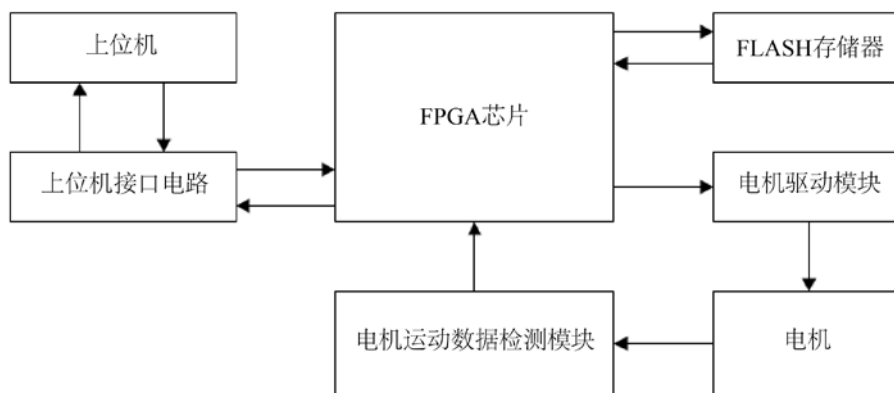 上位机
FPGA芯片
FLASH存储器
上位机接口电路
电机驱动模块
电机运动数据检测模块
电机